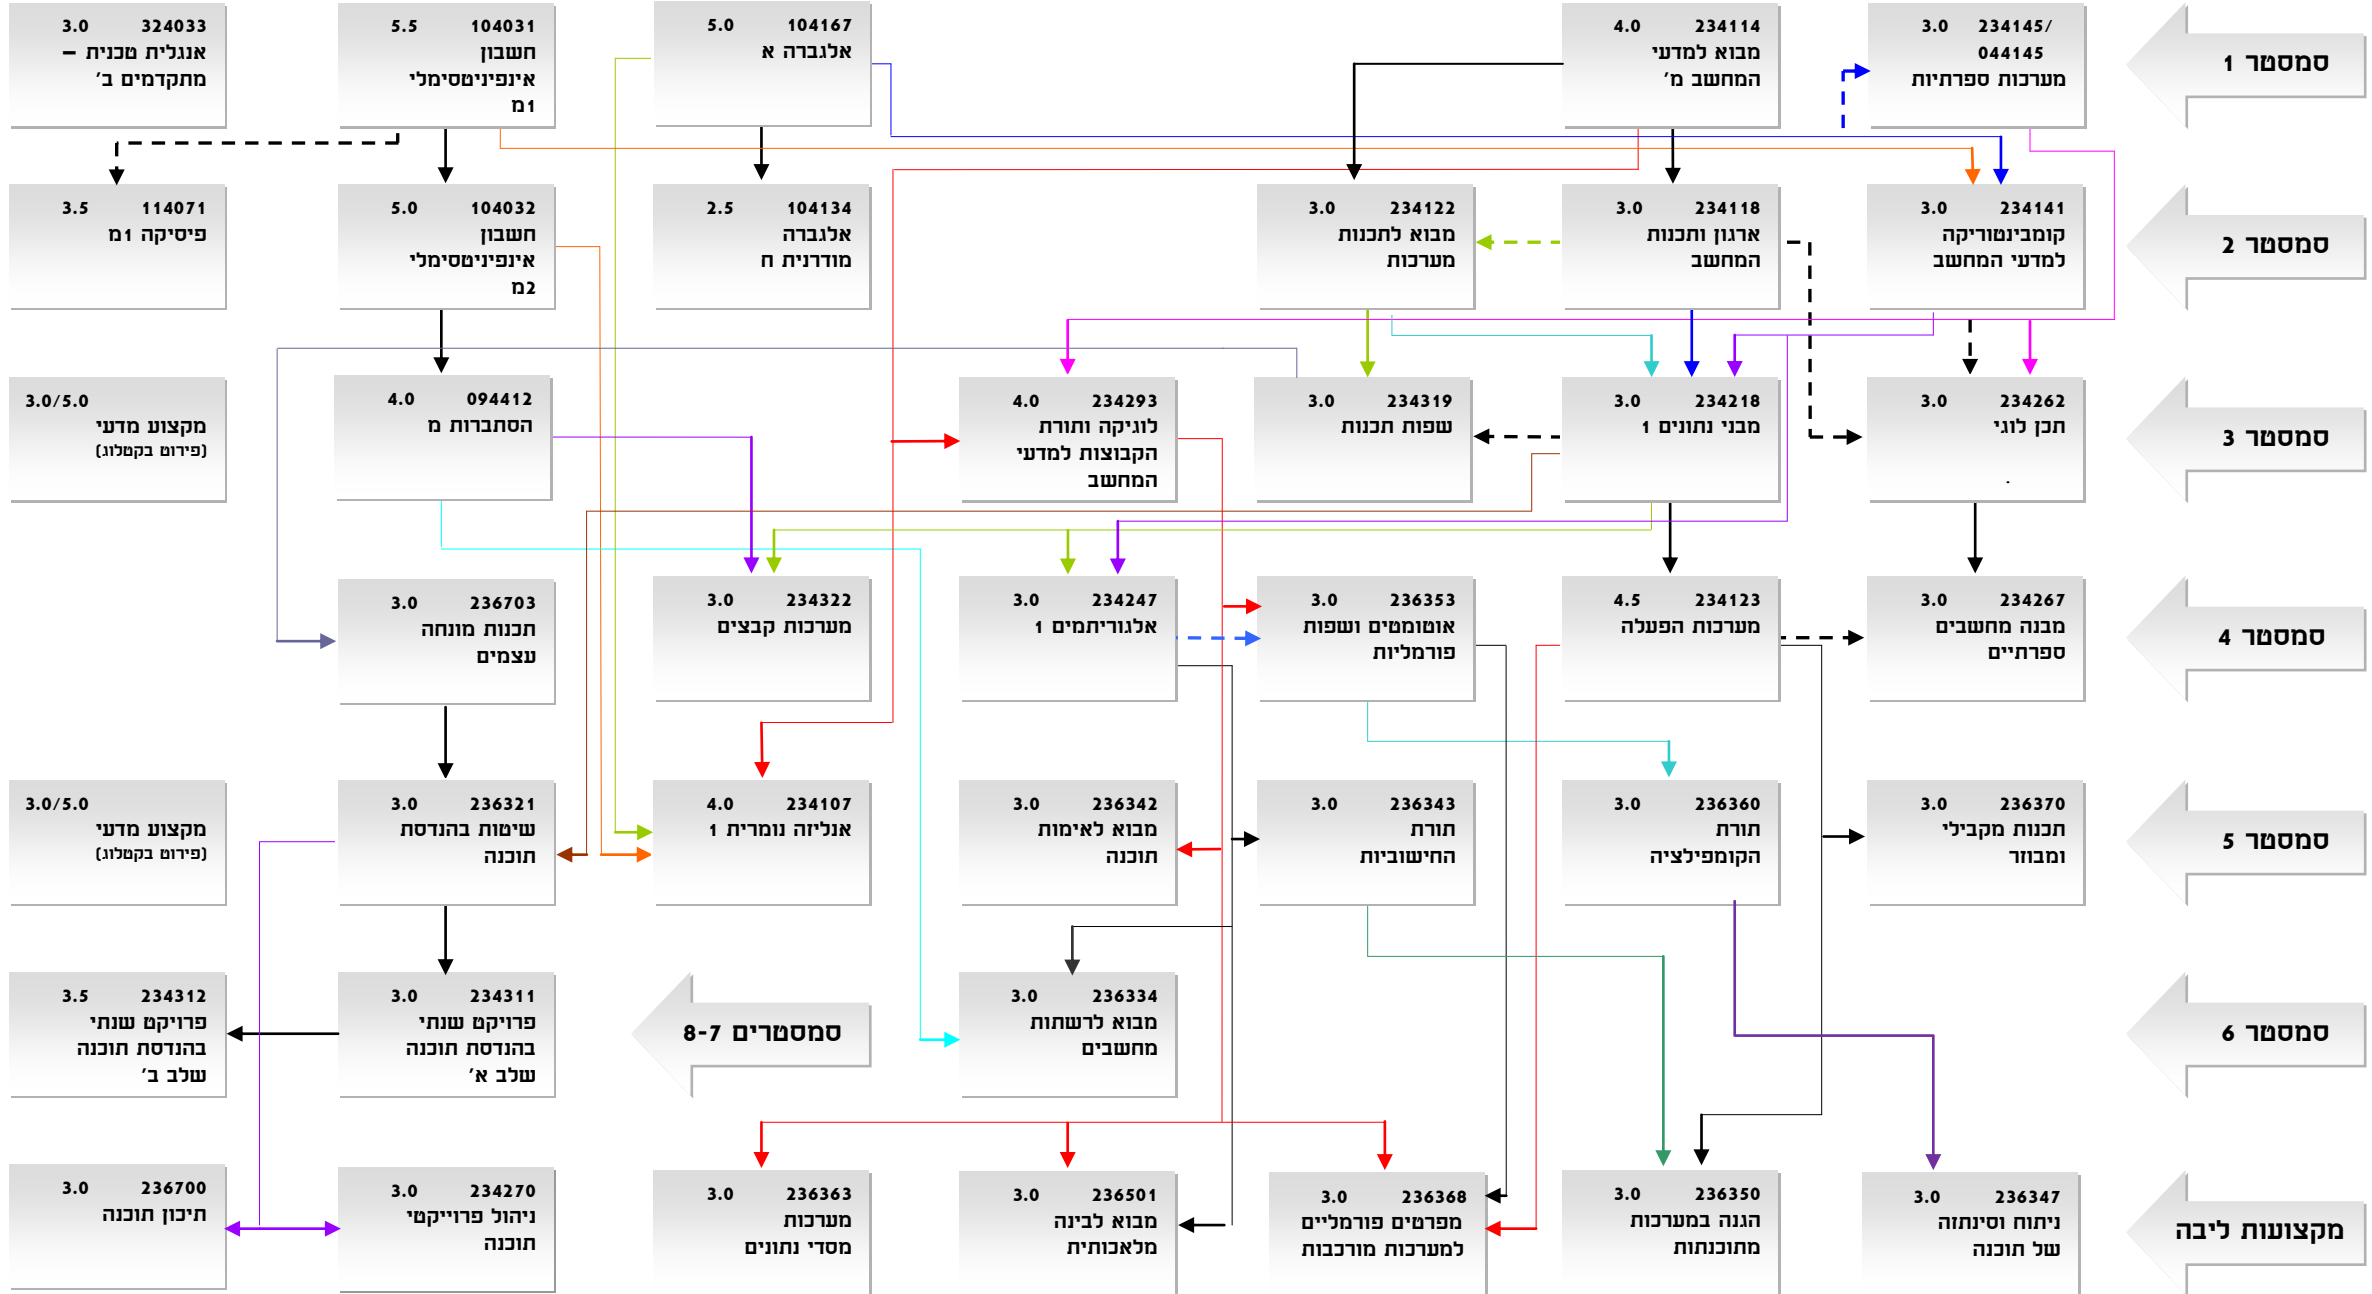 סמסטר 1
234145/ 3.0
044145
מערכות ספרתיות
234114 4.0
מבוא למדעי
המחשב מ'
104167 5.0
אלגברה א
104031 5.5
חשבון
אינפיניטסימלי
1מ
324033 3.0
אנגלית טכנית –
מתקדמים ב'
סמסטר 2
234141 3.0
קומבינטוריקה
למדעי המחשב
234118 3.0
ארגון ותכנות
המחשב
234122 3.0
מבוא לתכנות
מערכות
104134 2.5
אלגברה
מודרנית ח
104032 5.0
חשבון
אינפיניטסימלי
2מ
114071 3.5
פיסיקה 1מ
סמסטר 3
234262 3.0
תכן לוגי
.
234218 3.0
מבני נתונים 1
234319 3.0
שפות תכנות
234293 4.0
לוגיקה ותורת
הקבוצות למדעי
המחשב
094412 4.0
הסתברות מ
3.0/5.0
מקצוע מדעי
(פירוט בקטלוג)
סמסטר 4
234267 3.0
מבנה מחשבים
ספרתיים
234123 4.5
מערכות הפעלה
236353 3.0
אוטומטים ושפות
פורמליות
234247 3.0
אלגוריתמים 1
234322 3.0
מערכות קבצים
236703 3.0
תכנות מונחה
עצמים
סמסטר 5
236370 3.0
תכנות מקבילי
ומבוזר
236360 3.0
תורת
הקומפילציה
236343 3.0
תורת
החישוביות
236342 3.0
מבוא לאימות
תוכנה
234107 4.0
אנליזה נומרית 1
236321 3.0
שיטות בהנדסת
תוכנה
3.0/5.0
מקצוע מדעי
(פירוט בקטלוג)
סמסטר 6
236334 3.0
מבוא לרשתות
מחשבים
סמסטרים 8-7
234311 3.0
פרויקט שנתי
בהנדסת תוכנה
שלב א'
234312 3.5
פרויקט שנתי
בהנדסת תוכנה
שלב ב'
מקצועות ליבה
236347 3.0
ניתוח וסינתזה
של תוכנה
236350 3.0
הגנה במערכות
מתוכנתות
236368 3.0
מפרטים פורמליים
למערכות מורכבות
236501 3.0
מבוא לבינה
מלאכותית
236363 3.0
מערכות
מסדי נתונים
234270 3.0
ניהול פרוייקטי
תוכנה
236700 3.0
תיכון תוכנה